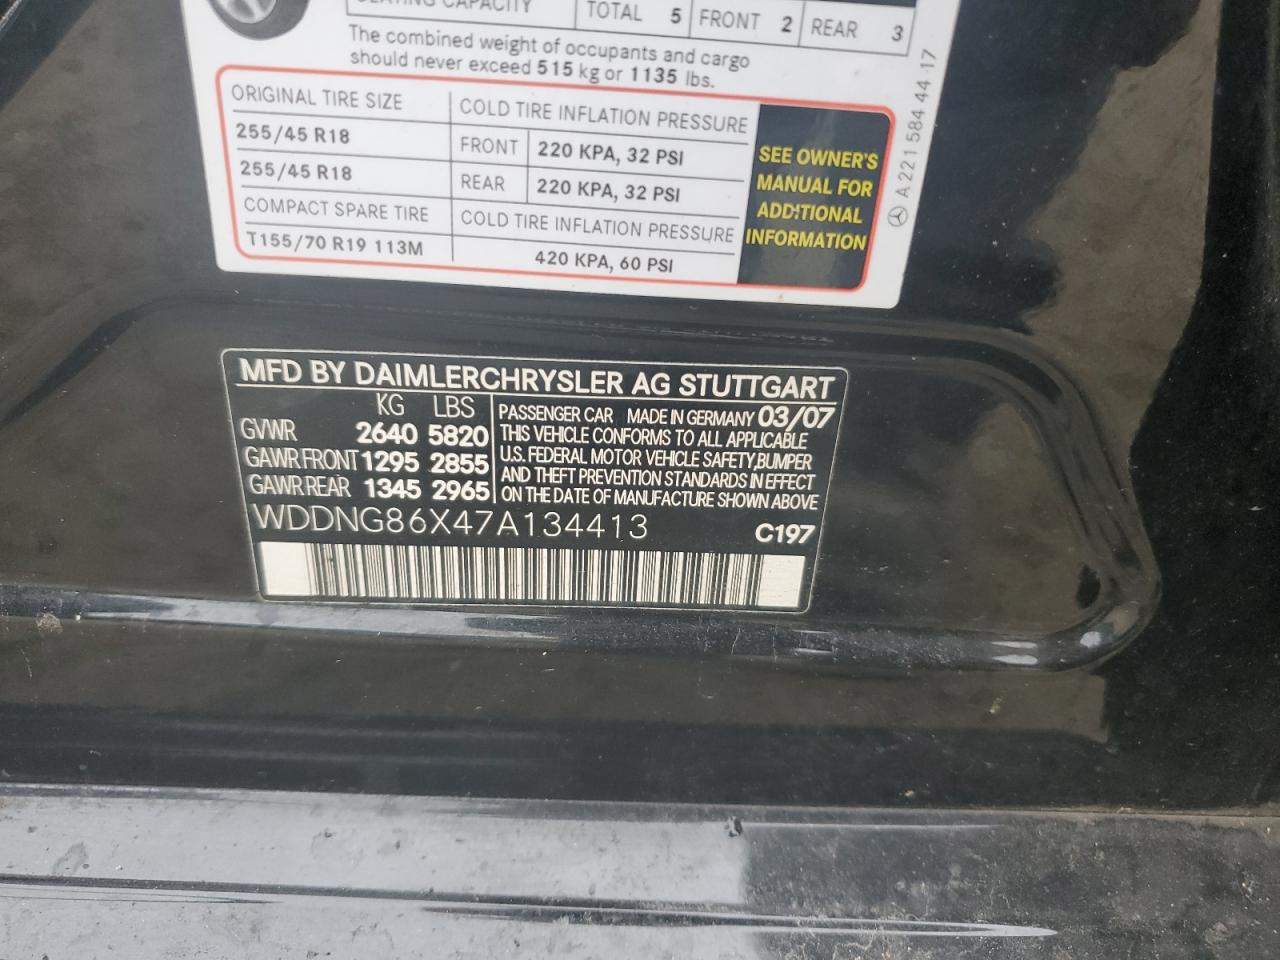 SEATING CAPACITY TOTAL 5 FRONT 2 REAR 3
The combined weight of occupants and cargo
should never exceed 515 kg or 1135 lbs.
ORIGINAL TIRE SIZE COLD TIRE INFLATION PRESSURE
255/45 R18 FRONT 220 KPA, 32 PSI
255/45 R18 REAR 220 KPA, 32 PSI
COMPACT SPARE TIRE COLD TIRE INFLATION PRESSURE
T155/70 R19 113M 420 KPA, 60 PSI
SEE OWNER'S
MANUAL FOR
ADDITIONAL
INFORMATION
A 221 584 44 17
MFD BY DAIMLERCHRYSLER AG STUTTGART
KG LBS
GVWR 2640 5820
GAWR FRONT 1295 2855
GAWR REAR 1345 2965
PASSENGER CAR MADE IN GERMANY 03/07
THIS VEHICLE CONFORMS TO ALL APPLICABLE
U.S. FEDERAL MOTOR VEHICLE SAFETY,BUMPER
AND THEFT PREVENTION STANDARDS IN EFFECT
ON THE DATE OF MANUFACTURE SHOWN ABOVE
WDDNG86X47A134413 C197